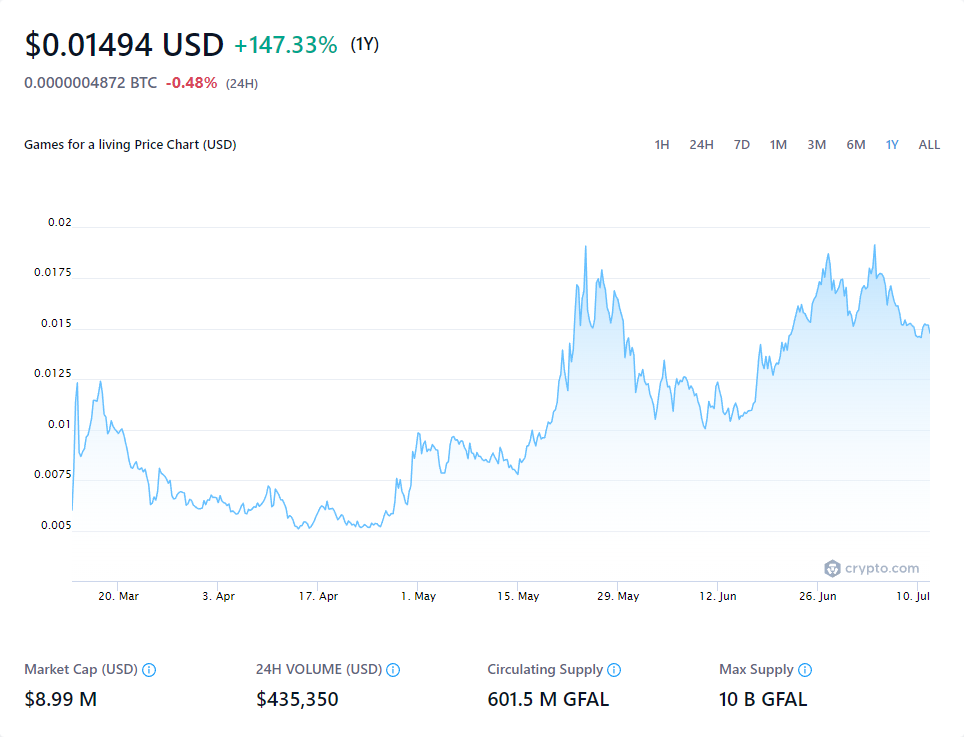 $0.01494 USD +147.33% (1Y)
0.0000004872 BTC -0.48% (24H)
Games for a living Price Chart (USD)
1H 24H 7D 1M 3M 6M 1Y ALL
0.02
0.0175
0.015
0.0125
0.01
0.0075
0.005
crypto.com
20. Mar 3. Apr 17. Apr 1. May 15. May 29. May 12. Jun 26. Jun 10. Jul
Market Cap (USD) 24H VOLUME (USD) Circulating Supply Max Supply
$8.99 M $435,350 601.5 M GFAL 10 B GFAL